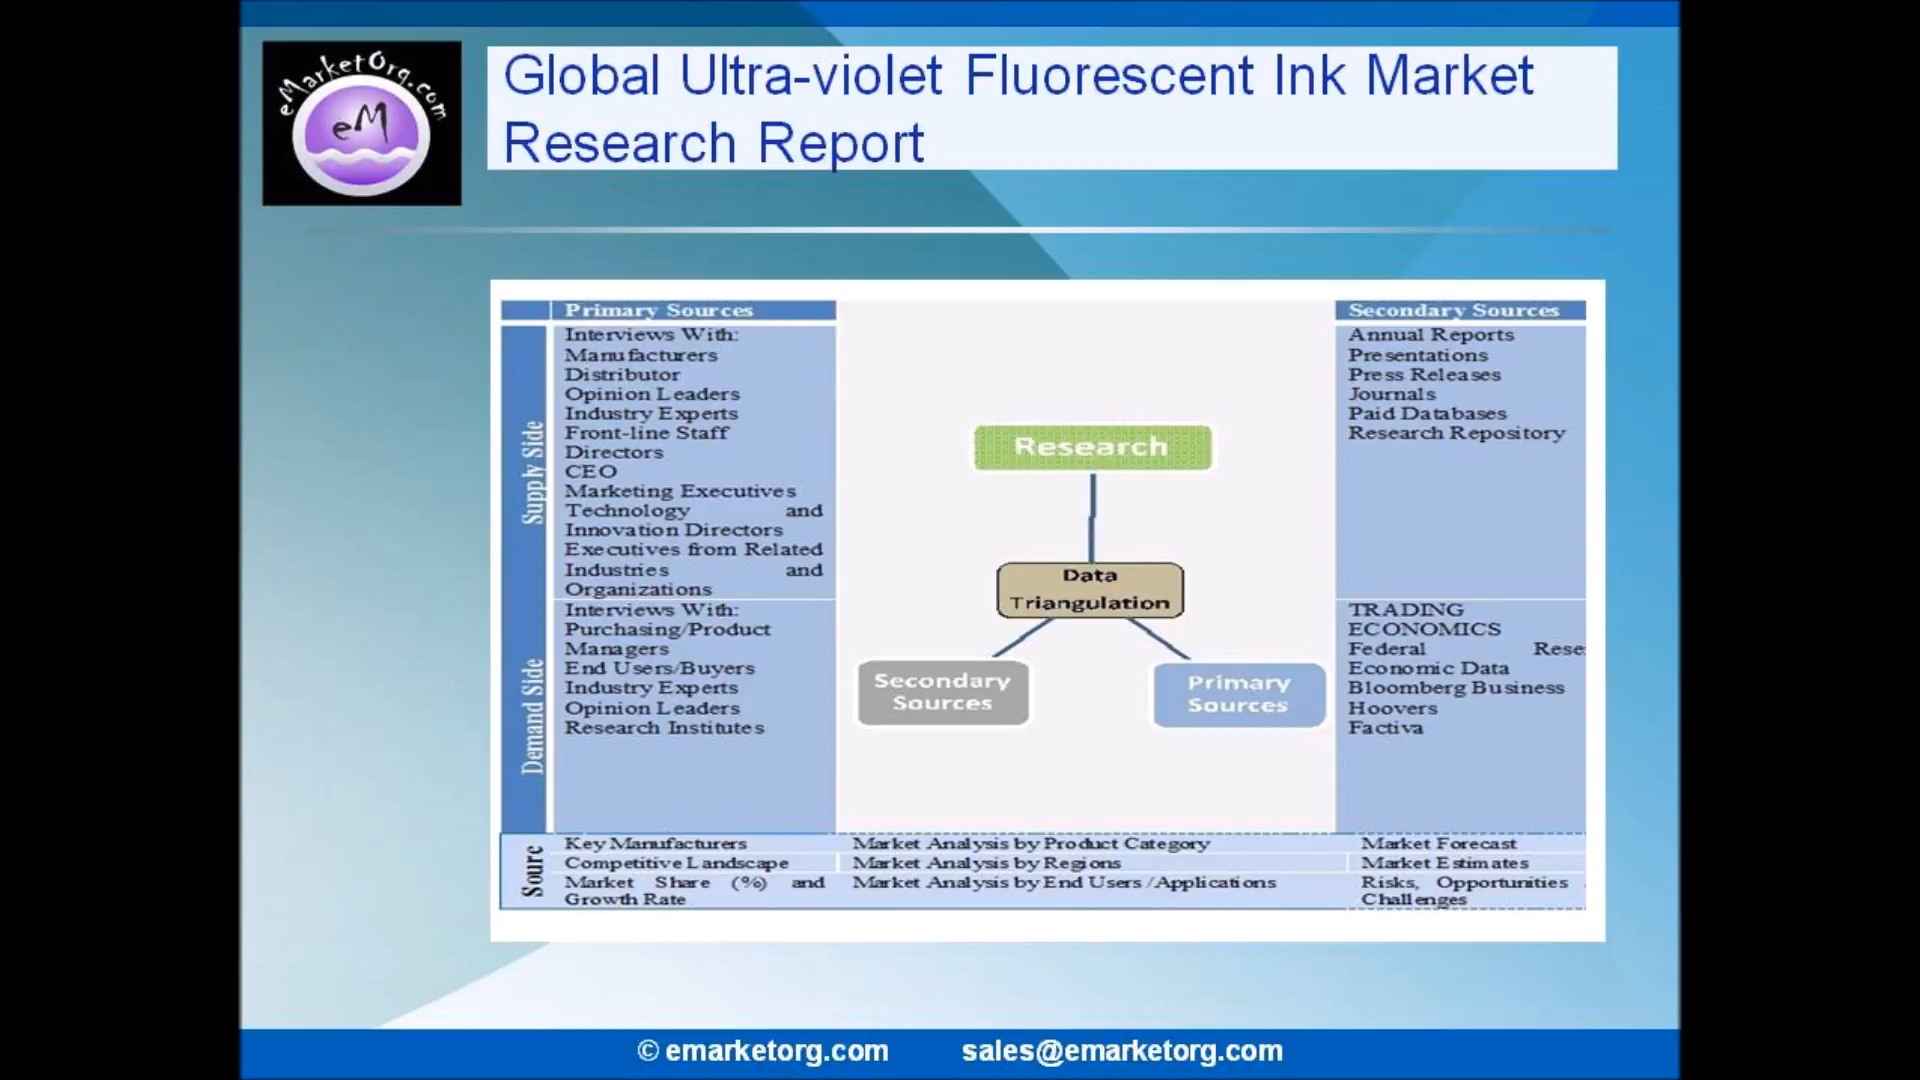 eMarketOrg.com
eM
Global Ultra-violet Fluorescent Ink Market
Research Report
Primary Sources
Supply Side
Interviews With:
Manufacturers
Distributor
Opinion Leaders
Industry Experts
Front-line Staff
Directors
CEO
Marketing Executives
Technology and
Innovation Directors
Executives from Related
Industries and
Organizations
Demand Side
Interviews With:
Purchasing/Product
Managers
End Users/Buyers
Industry Experts
Opinion Leaders
Research Institutes
Research
Data
Triangulation
Secondary
Sources
Primary
Sources
Secondary Sources
Annual Reports
Presentations
Press Releases
Journals
Paid Databases
Research Repository
TRADING
ECONOMICS
Federal Rese
Economic Data
Bloomberg Business
Hoovers
Factiva
Sourc
Key Manufacturers
Competitive Landscape
Market Share (%) and
Growth Rate
Market Analysis by Product Category
Market Analysis by Regions
Market Analysis by End Users /Applications
Market Forecast
Market Estimates
Risks, Opportunities
Challenges
© emarketorg.com sales@emarketorg.com